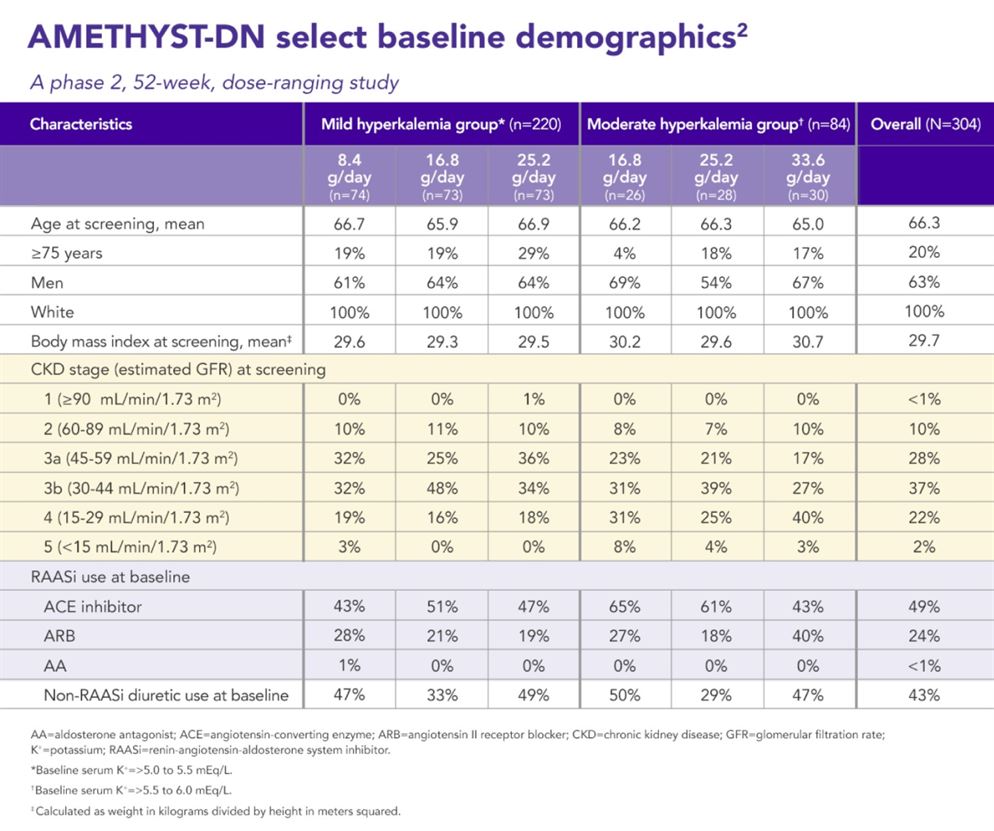 AMETHYST-DN select baseline demographics²
A phase 2, 52-week, dose-ranging study
Characteristics Mild hyperkalemia group* (n=220) Moderate hyperkalemia group† (n=84) Overall (N=304)
8.4 g/day (n=74) 16.8 g/day (n=73) 25.2 g/day (n=73) 16.8 g/day (n=26) 25.2 g/day (n=28) 33.6 g/day (n=30)
Age at screening, mean 66.7 65.9 66.9 66.2 66.3 65.0 66.3
≥75 years 19% 19% 29% 4% 18% 17% 20%
Men 61% 64% 64% 69% 54% 67% 63%
White 100% 100% 100% 100% 100% 100% 100%
Body mass index at screening, mean‡ 29.6 29.3 29.5 30.2 29.6 30.7 29.7
CKD stage (estimated GFR) at screening
1 (≥90 mL/min/1.73 m²) 0% 0% 1% 0% 0% 0% <1%
2 (60-89 mL/min/1.73 m²) 10% 11% 10% 8% 7% 10% 10%
3a (45-59 mL/min/1.73 m²) 32% 25% 36% 23% 21% 17% 28%
3b (30-44 mL/min/1.73 m²) 32% 48% 34% 31% 39% 27% 37%
4 (15-29 mL/min/1.73 m²) 19% 16% 18% 31% 25% 40% 22%
5 (<15 mL/min/1.73 m²) 3% 0% 0% 8% 4% 3% 2%
RAASi use at baseline
ACE inhibitor 43% 51% 47% 65% 61% 43% 49%
ARB 28% 21% 19% 27% 18% 40% 24%
AA 1% 0% 0% 0% 0% 0% <1%
Non-RAASi diuretic use at baseline 47% 33% 49% 50% 29% 47% 43%
AA=aldosterone antagonist; ACE=angiotensin-converting enzyme; ARB=angiotensin II receptor blocker; CKD=chronic kidney disease; GFR=glomerular filtration rate;
K⁺=potassium; RAASi=renin-angiotensin-aldosterone system inhibitor.
*Baseline serum K⁺=>5.0 to 5.5 mEq/L.
†Baseline serum K⁺=>5.5 to 6.0 mEq/L.
‡Calculated as weight in kilograms divided by height in meters squared.